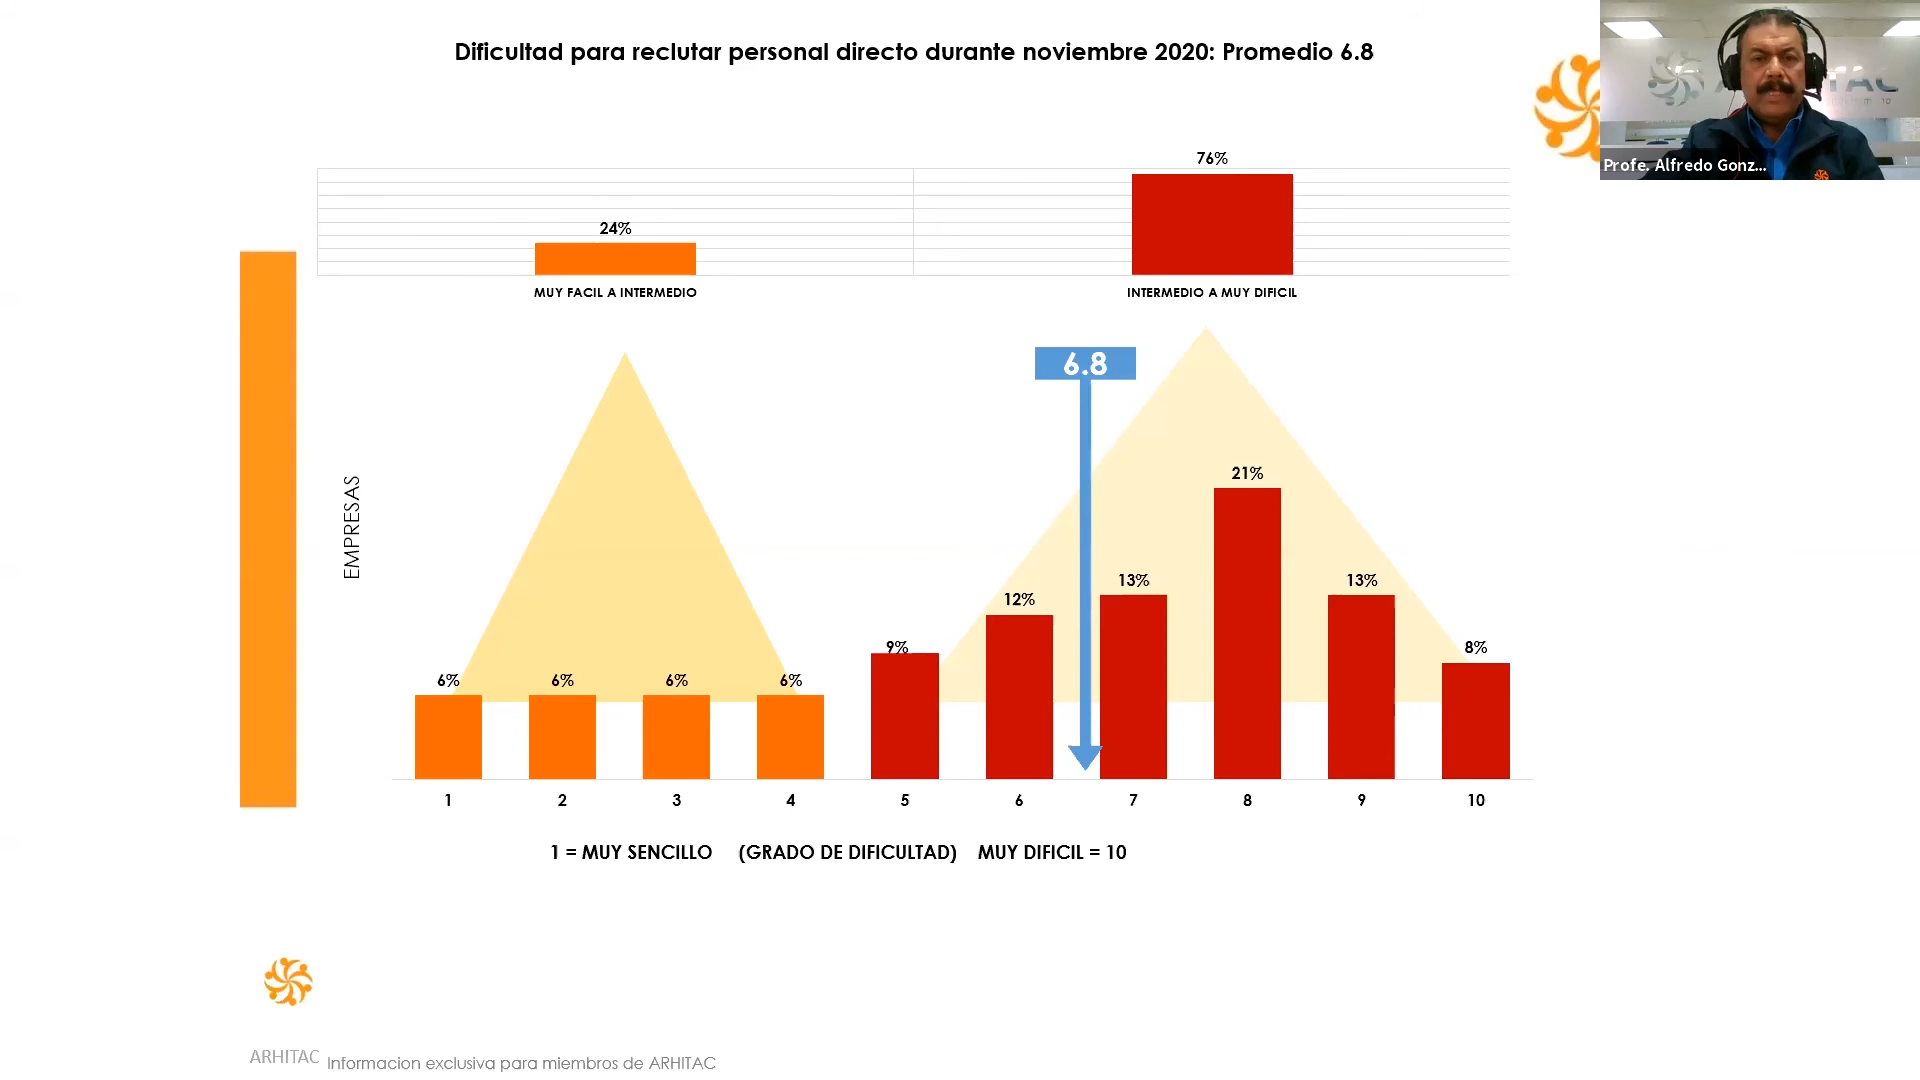 Dificultad para reclutar personal directo durante noviembre 2020: Promedio 6.8
Profe. Alfredo Gonz...
76%
24%
MUY FACIL A INTERMEDIO
INTERMEDIO A MUY DIFICIL
6.8
EMPRESAS
21%
13%
13%
12%
9%
8%
6%
6%
6%
6%
1
2
3
4
5
6
7
8
9
10
1 = MUY SENCILLO (GRADO DE DIFICULTAD) MUY DIFICIL = 10
ARHITAC
Informacion exclusiva para miembros de ARHITAC